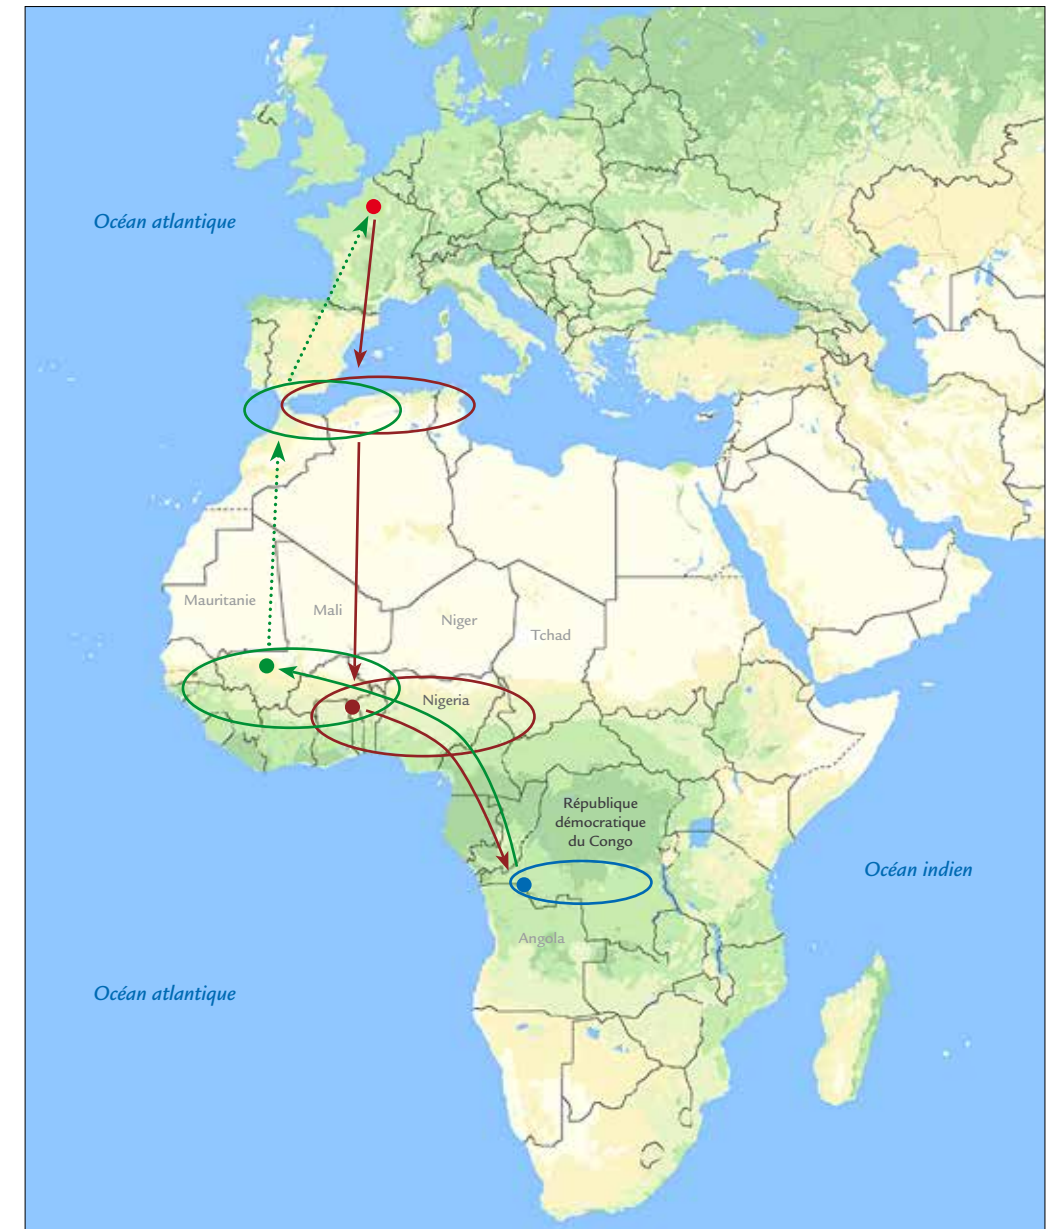 Océan atlantique
Mauritanie
Mali
Niger
Tchad
Nigeria
République
démocratique
du Congo
Océan indien
Angola
Océan atlantique